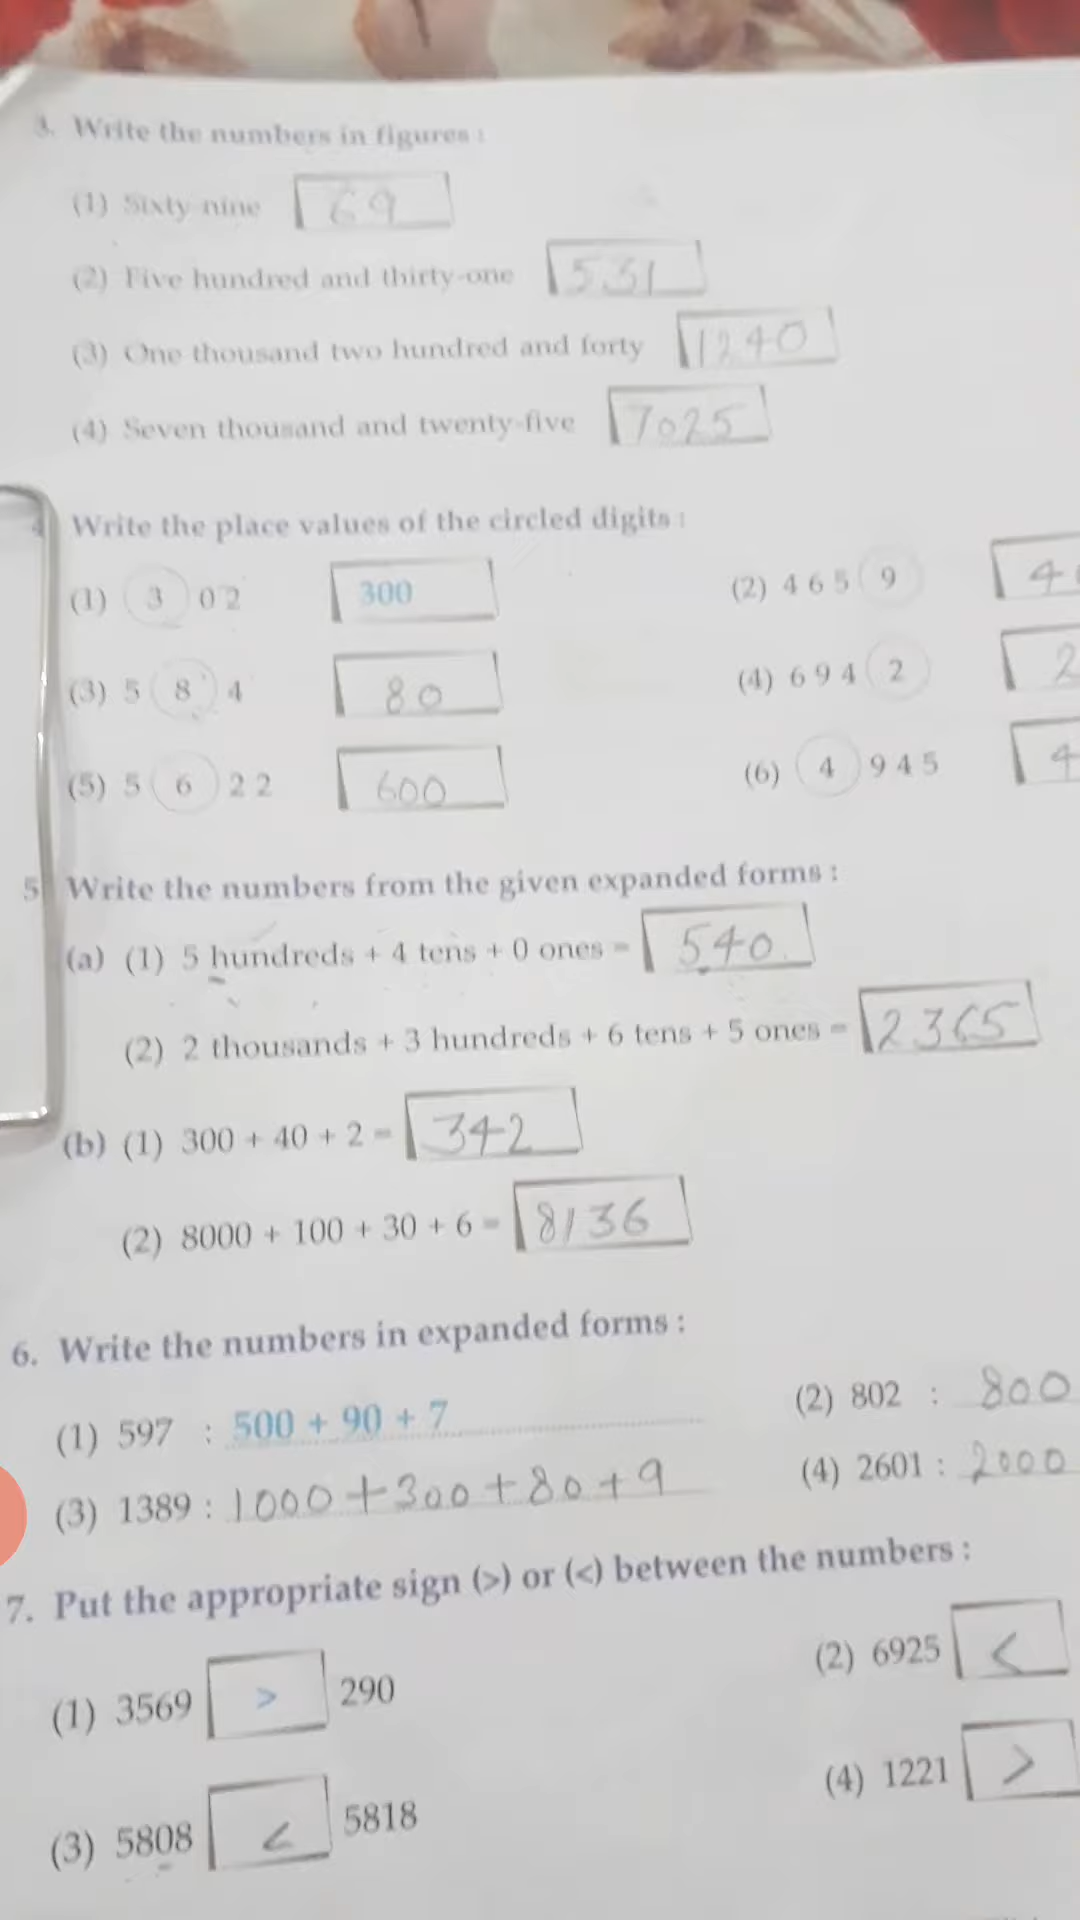 3. Write the numbers in figures :
(1) Sixty-nine 69
(2) Five hundred and thirty-one 531
(3) One thousand two hundred and forty 1240
(4) Seven thousand and twenty-five 7025
4 Write the place values of the circled digits :
(1) 3 0 2 300 (2) 4 6 5 9 4
(3) 5 8 4 80 (4) 6 9 4 2 2
(5) 5 6 2 2 600 (6) 4 9 4 5 4
5 Write the numbers from the given expanded forms :
(a) (1) 5 hundreds + 4 tens + 0 ones = 540
(2) 2 thousands + 3 hundreds + 6 tens + 5 ones = 2365
(b) (1) 300 + 40 + 2 = 342
(2) 8000 + 100 + 30 + 6 = 8136
6. Write the numbers in expanded forms :
(1) 597 : 500 + 90 + 7 (2) 802 : 800
(3) 1389 : 1000 + 300 + 80 + 9 (4) 2601 : 2000
7. Put the appropriate sign (>) or (<) between the numbers :
(1) 3569 > 290 (2) 6925 <
(3) 5808 < 5818 (4) 1221 >